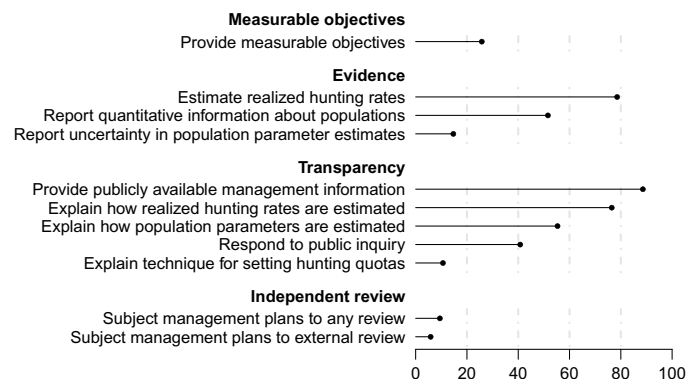 Measurable objectives
Provide measurable objectives
Evidence
Estimate realized hunting rates
Report quantitative information about populations
Report uncertainty in population parameter estimates
Transparency
Provide publicly available management information
Explain how realized hunting rates are estimated
Explain how population parameters are estimated
Respond to public inquiry
Explain technique for setting hunting quotas
Independent review
Subject management plans to any review
Subject management plans to external review
0 20 40 60 80 100